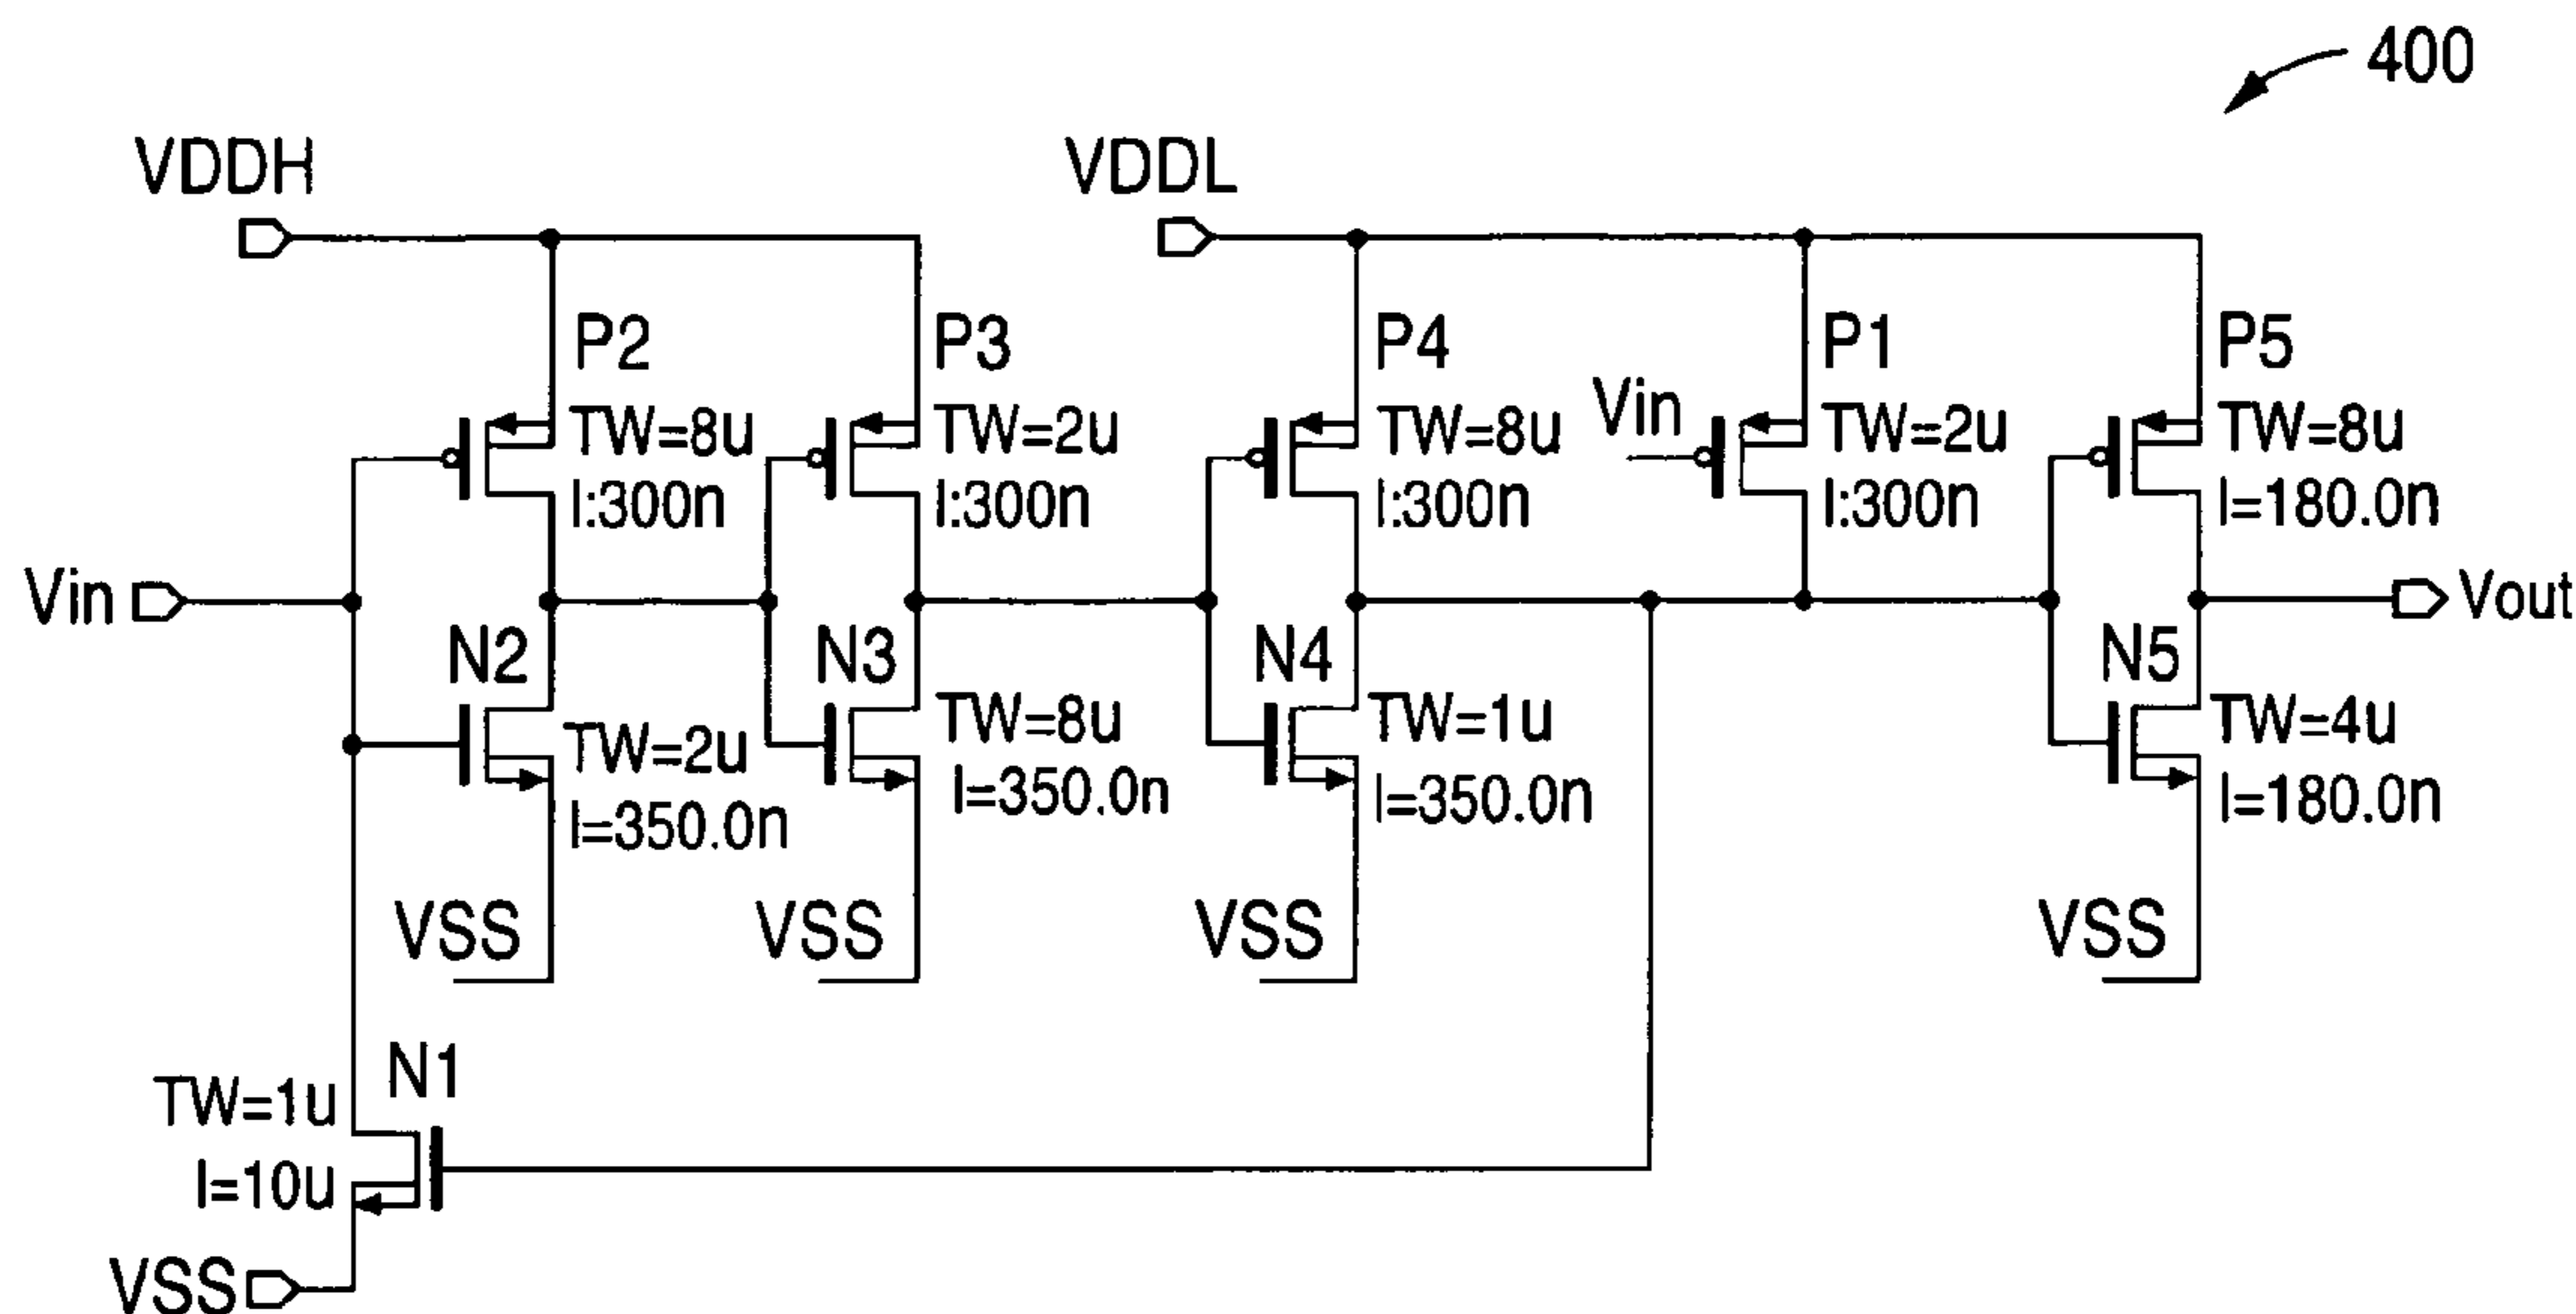 400
VDDH
VDDL
P2
TW=8u
l:300n
P3
TW=2u
l:300n
P4
TW=8u
l:300n
Vin
P1
TW=2u
l:300n
P5
TW=8u
l=180.0n
Vin
Vout
N2
TW=2u
l=350.0n
N3
TW=8u
l=350.0n
N4
TW=1u
l=350.0n
N5
TW=4u
l=180.0n
VSS
VSS
VSS
VSS
N1
TW=1u
l=10u
VSS